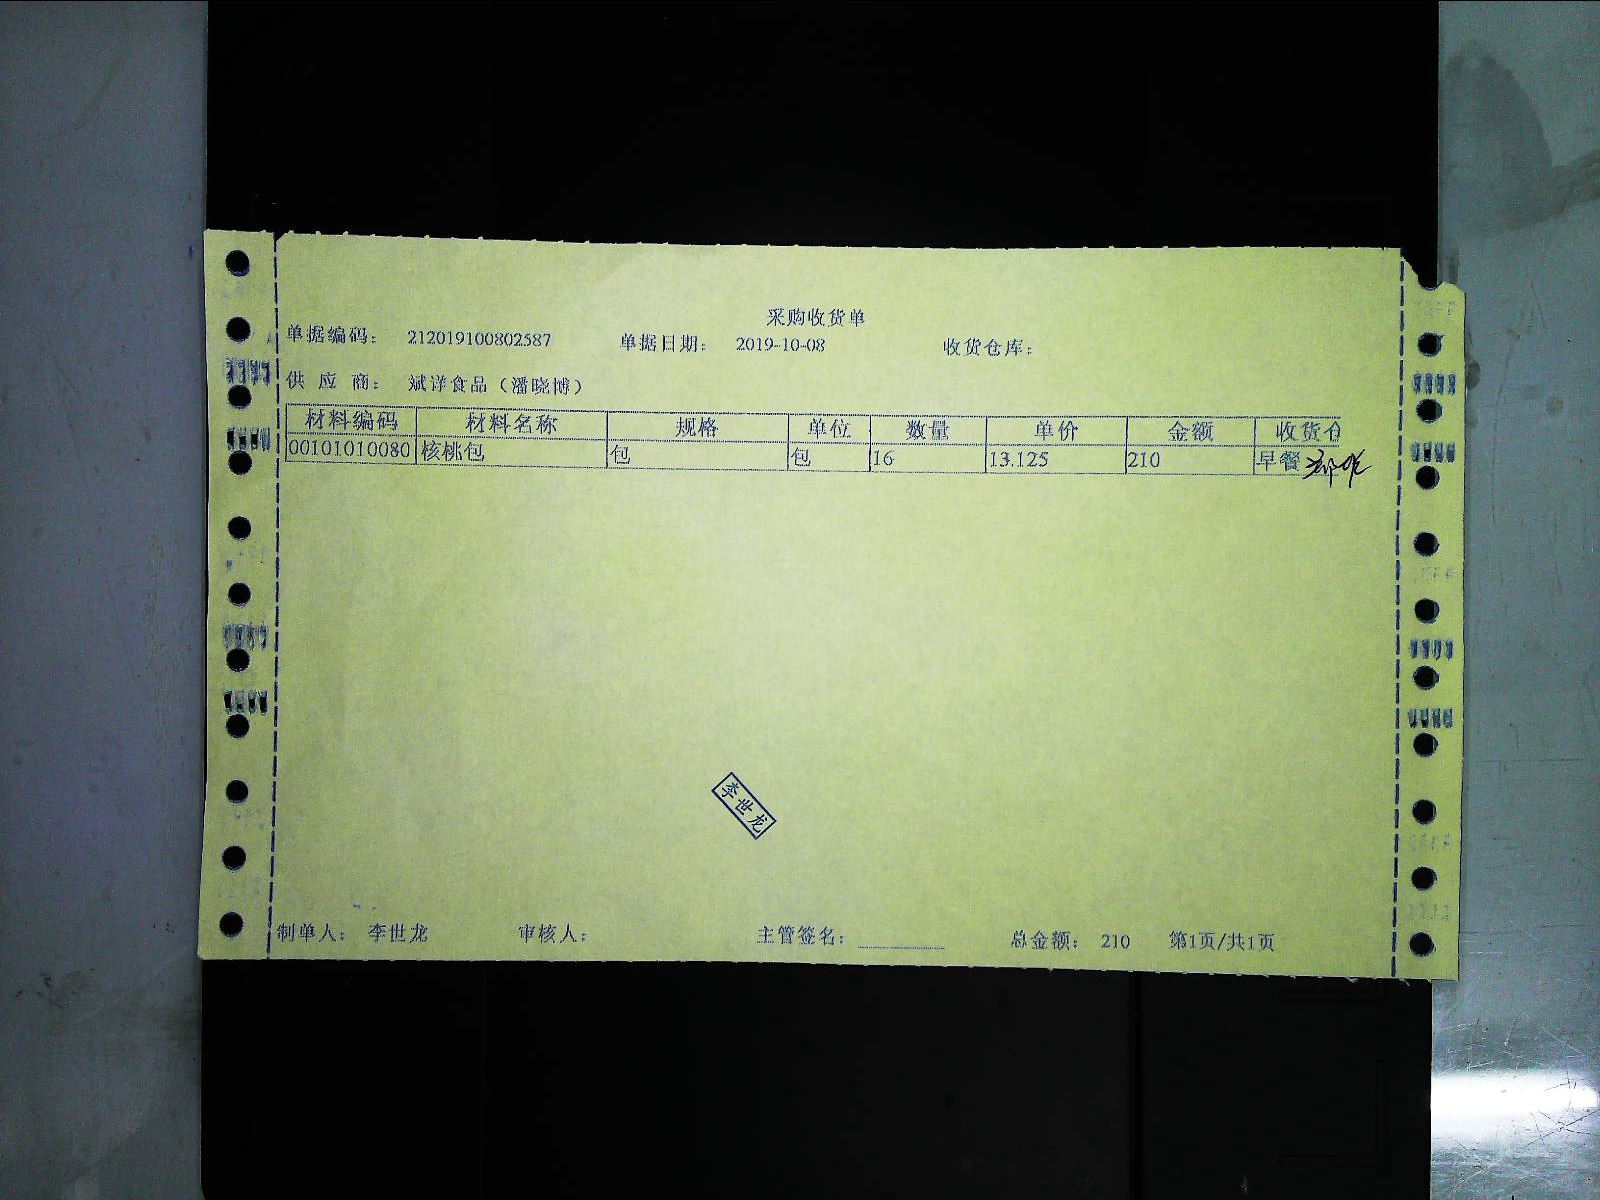 采购收货单
单据编码： 212019100802587 单据日期： 2019-10-08 收货仓库：
供 应 商： 斌洋食品（潘晓博）
材料编码 材料名称 规格 单位 数量 单价 金额 收货仓
00101010080 核桃包 包 包 16 13.125 210 早餐
李世龙
制单人： 李世龙 审核人： 主管签名： 总金额： 210 第1页/共1页